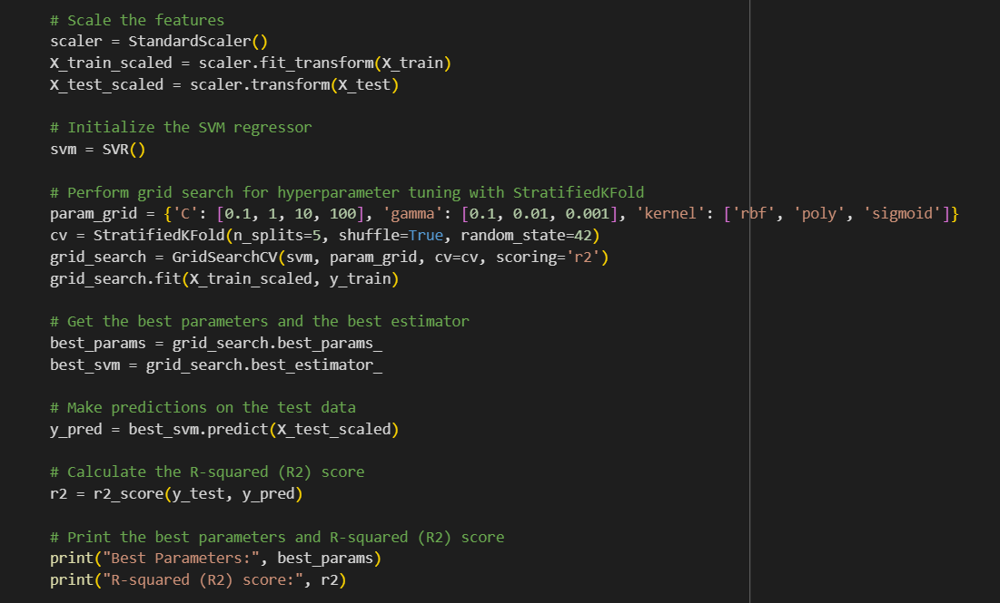 # Scale the features
scaler = StandardScaler()
X_train_scaled = scaler.fit_transform(X_train)
X_test_scaled = scaler.transform(X_test)
# Initialize the SVM regressor
svm = SVR()
# Perform grid search for hyperparameter tuning with StratifiedKFold
param_grid = {'C': [0.1, 1, 10, 100], 'gamma': [0.1, 0.01, 0.001], 'kernel': ['rbf', 'poly', 'sigmoid']}
cv = StratifiedKFold(n_splits=5, shuffle=True, random_state=42)
grid_search = GridSearchCV(svm, param_grid, cv=cv, scoring='r2')
grid_search.fit(X_train_scaled, y_train)
# Get the best parameters and the best estimator
best_params = grid_search.best_params_
best_svm = grid_search.best_estimator_
# Make predictions on the test data
y_pred = best_svm.predict(X_test_scaled)
# Calculate the R-squared (R2) score
r2 = r2_score(y_test, y_pred)
# Print the best parameters and R-squared (R2) score
print("Best Parameters:", best_params)
print("R-squared (R2) score:", r2)